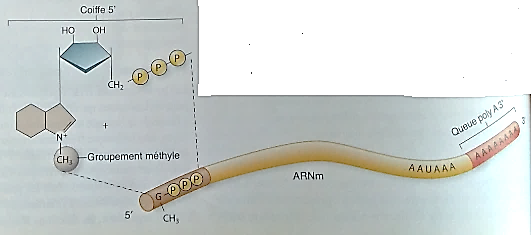 Coiffe 5'
HO OH
CH₂
P P P
N⁺
+
CH₃
Groupement méthyle
5'
G P P P
CH₃
ARNm
AAUAAA
Queue poly A 3'
AAAAAAAA
3'